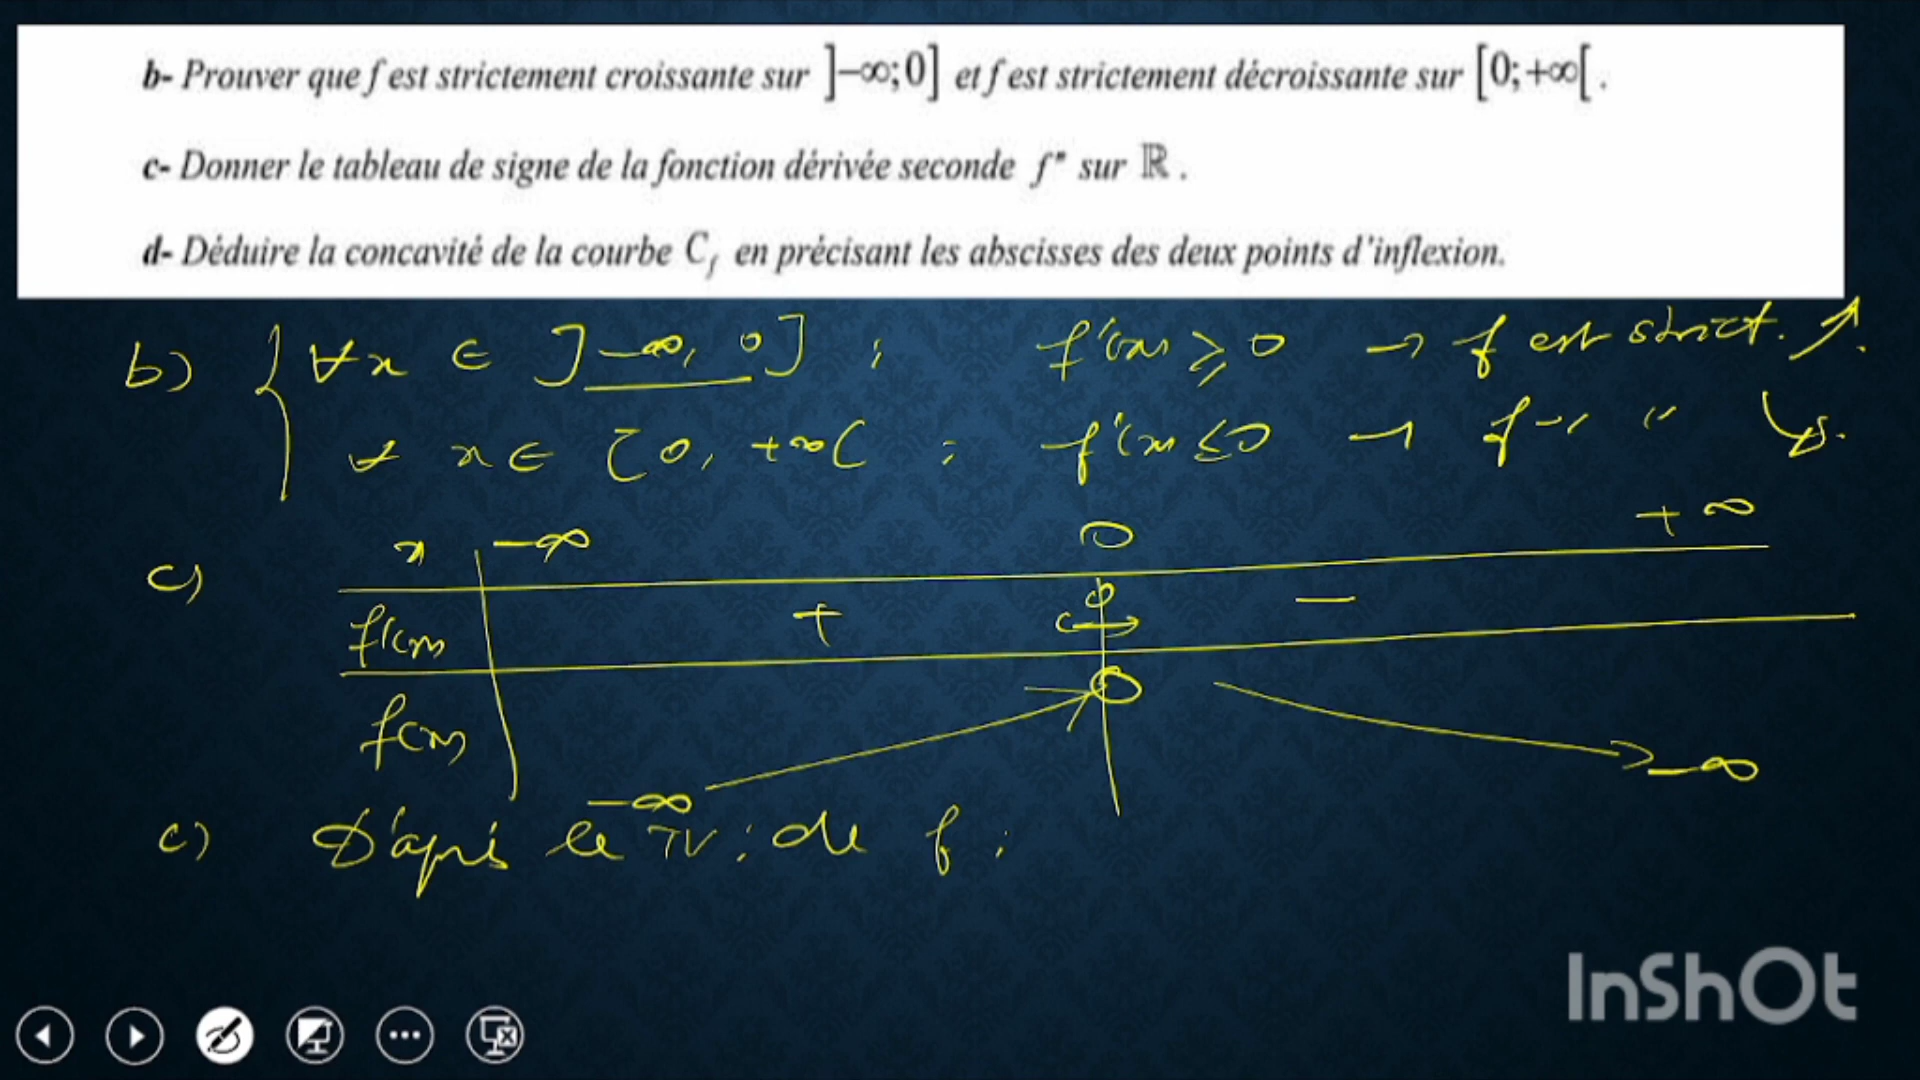 b- Prouver que f est strictement croissante sur ]−∞;0] et f est strictement décroissante sur [0;+∞[ .
c- Donner le tableau de signe de la fonction dérivée seconde f" sur ℝ .
d- Déduire la concavité de la courbe C_f en précisant les abscisses des deux points d'inflexion.
b) { ∀x ∈ ]−∞, 0] ; f'(x) ⩾ 0 → f est strict. ↗.
∀ x ∈ [0, +∞[ : f'(x) ≤ 0 → f -- " ↘.
c) x −∞ 0 +∞
f'(x) + 0 −
f(x) −∞ 0 −∞
c) D'après le TV : de f :
InShOt